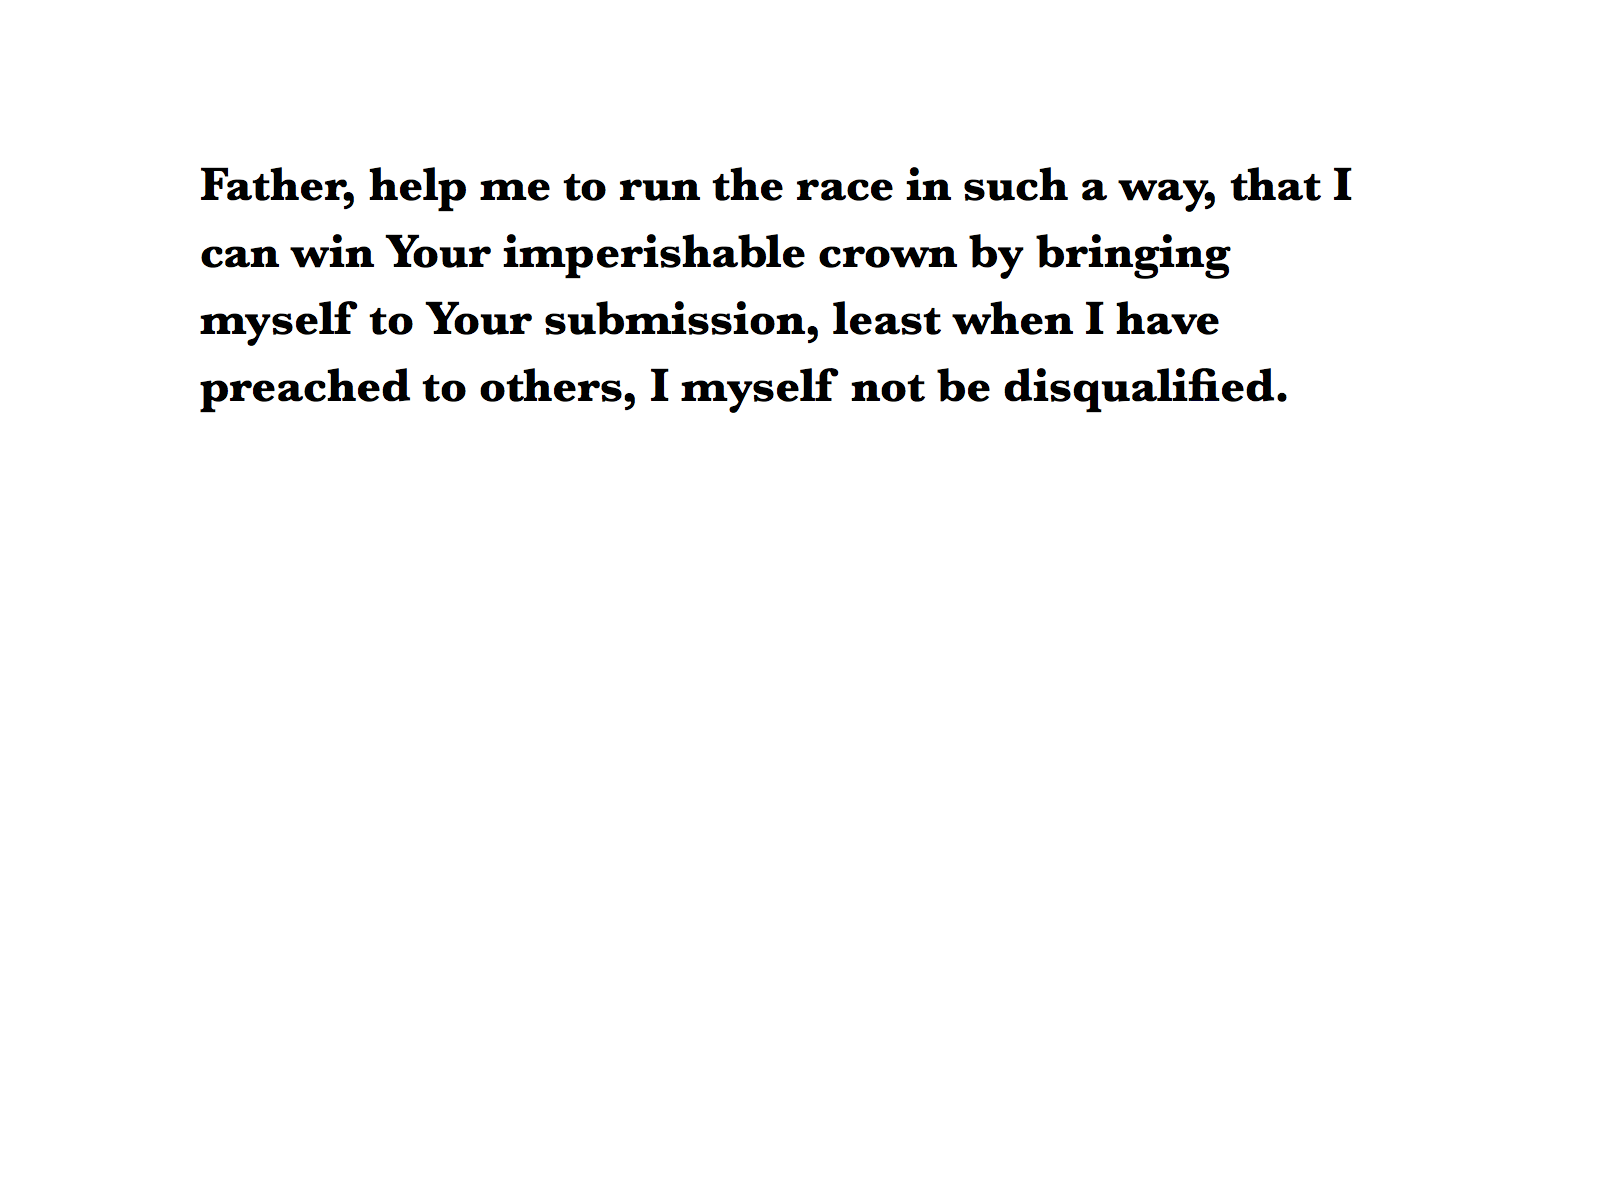 Father, help me to run the race in such a way, that I
can win Your imperishable crown by bringing
myself to Your submission, least when I have
preached to others, I myself not be disqualified.